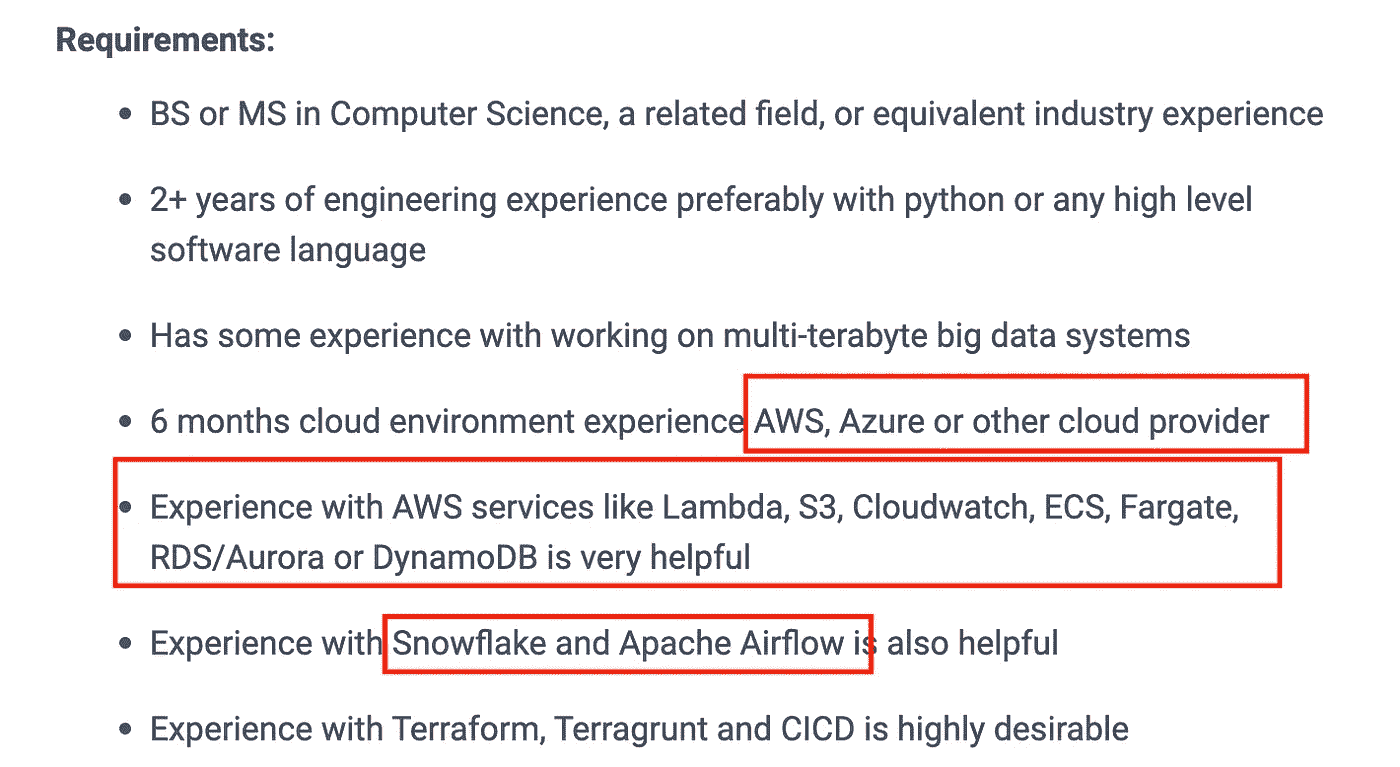 Requirements:
• BS or MS in Computer Science, a related field, or equivalent industry experience
• 2+ years of engineering experience preferably with python or any high level
software language
• Has some experience with working on multi-terabyte big data systems
• 6 months cloud environment experience AWS, Azure or other cloud provider
• Experience with AWS services like Lambda, S3, Cloudwatch, ECS, Fargate,
RDS/Aurora or DynamoDB is very helpful
• Experience with Snowflake and Apache Airflow is also helpful
• Experience with Terraform, Terragrunt and CICD is highly desirable